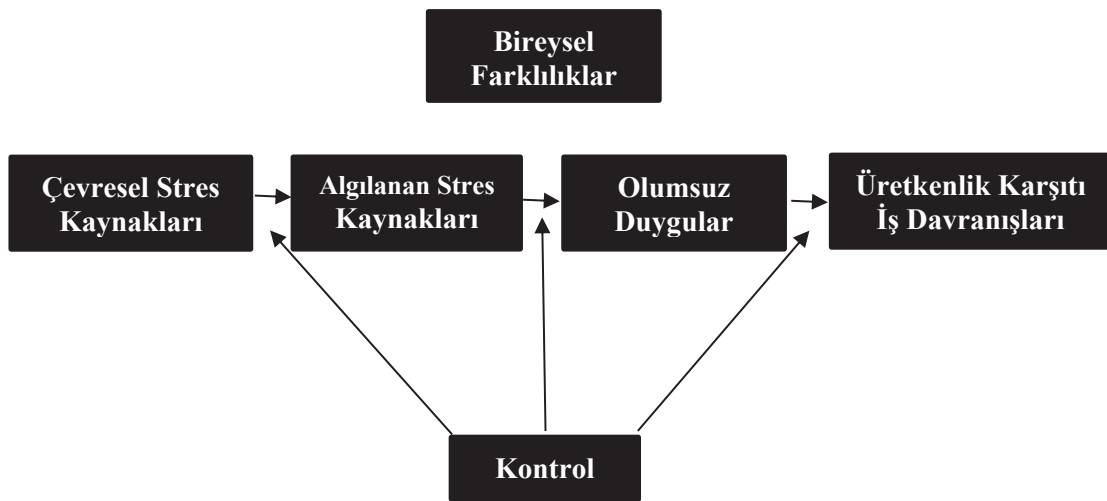 Bireysel
Farklılıklar
Çevresel Stres
Kaynakları
Algılanan Stres
Kaynakları
Olumsuz
Duygular
Üretkenlik Karşıtı
İş Davranışları
Kontrol